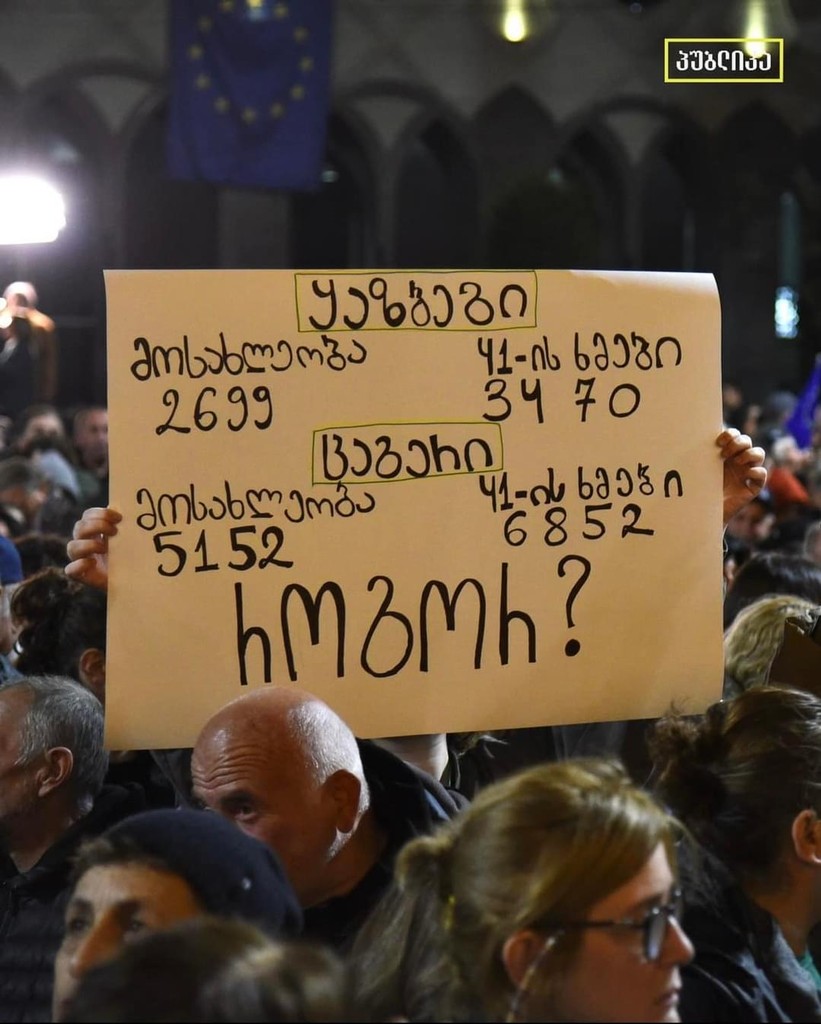 პუბლიკა
ყაზბეგი
მოსახლეობა 41-ის ხმები
2699 3470
ცაგერი
მოსახლეობა 41-ის ხმები
5152 6852
როგორ?